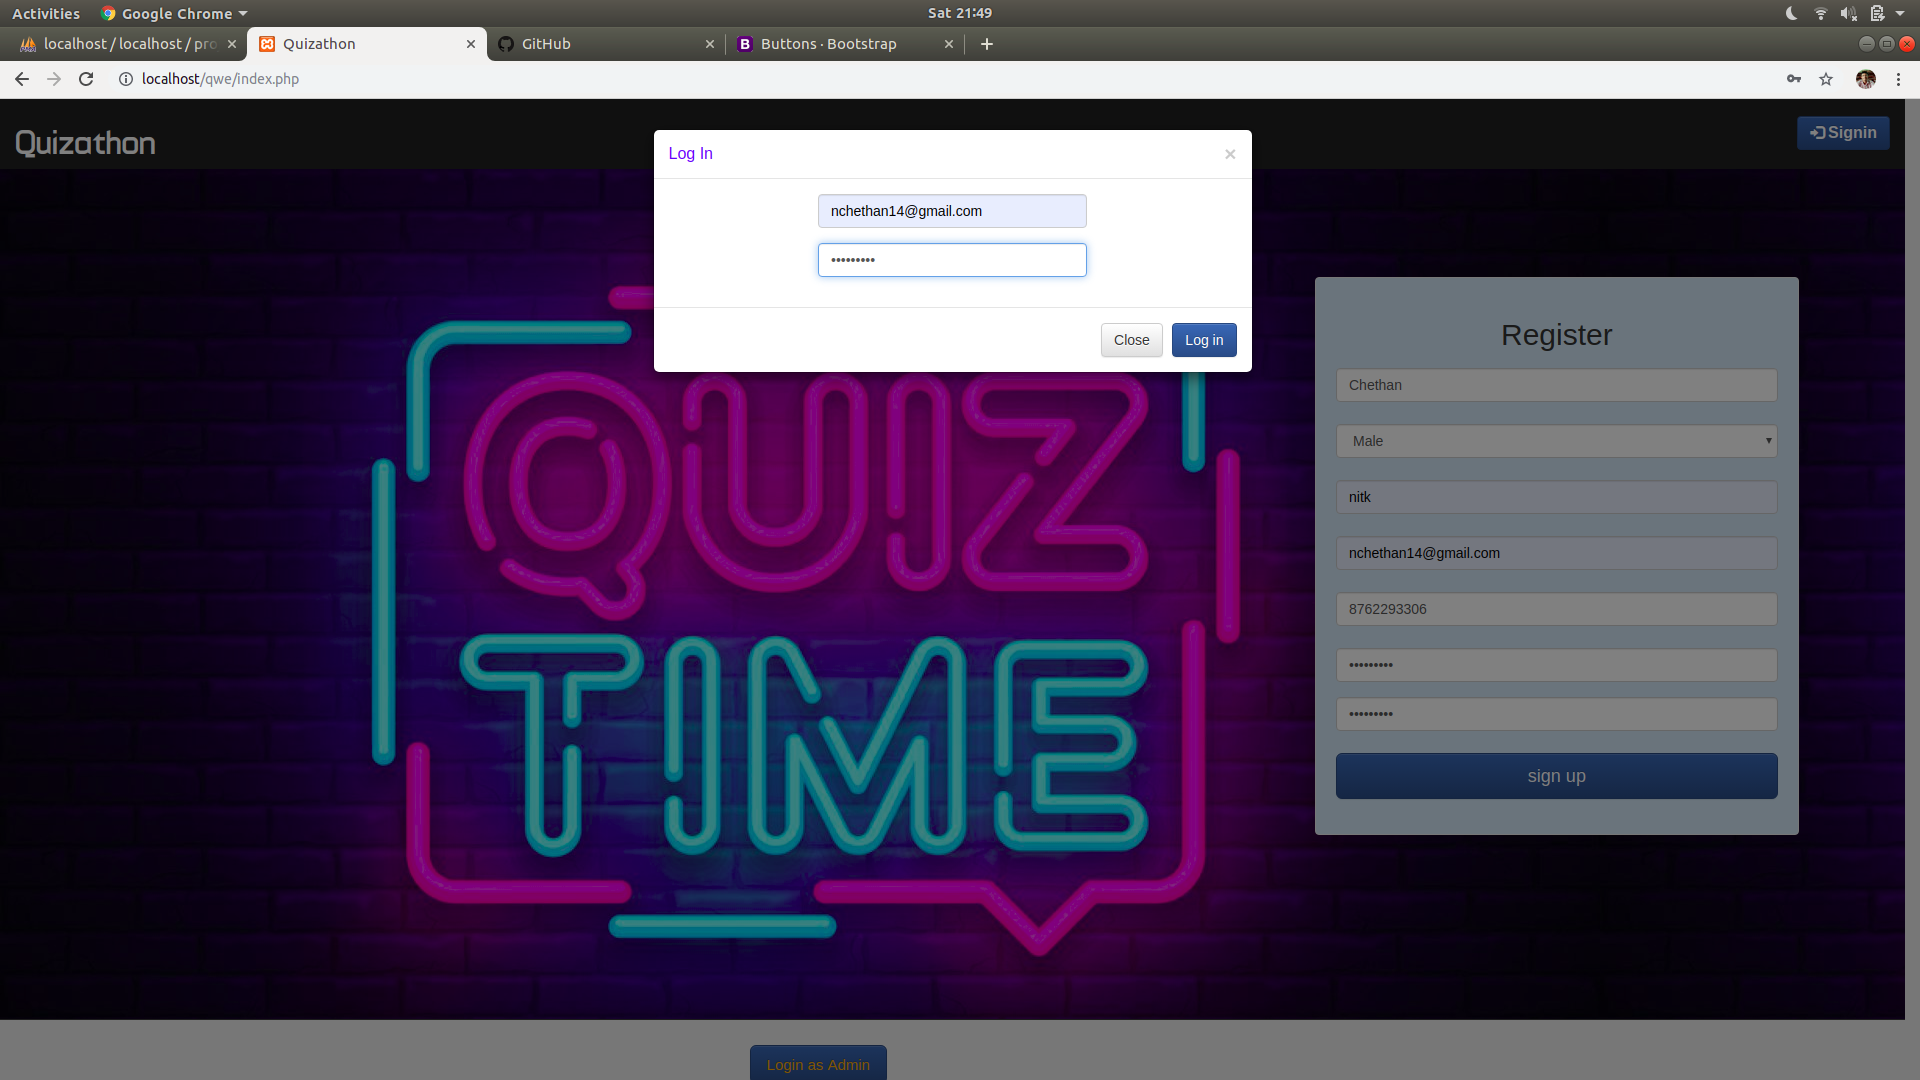 Activities
Google Chrome
Sat 21:49
localhost / localhost / pro
Quizathon
GitHub
Buttons · Bootstrap
localhost/qwe/index.php
Quizathon
Signin
Log In
×
nchethan14@gmail.com
•••••••••
Close
Log in
QUIZ
TIME
Register
Chethan
Male
nitk
nchethan14@gmail.com
8762293306
•••••••••
•••••••••
sign up
Login as Admin